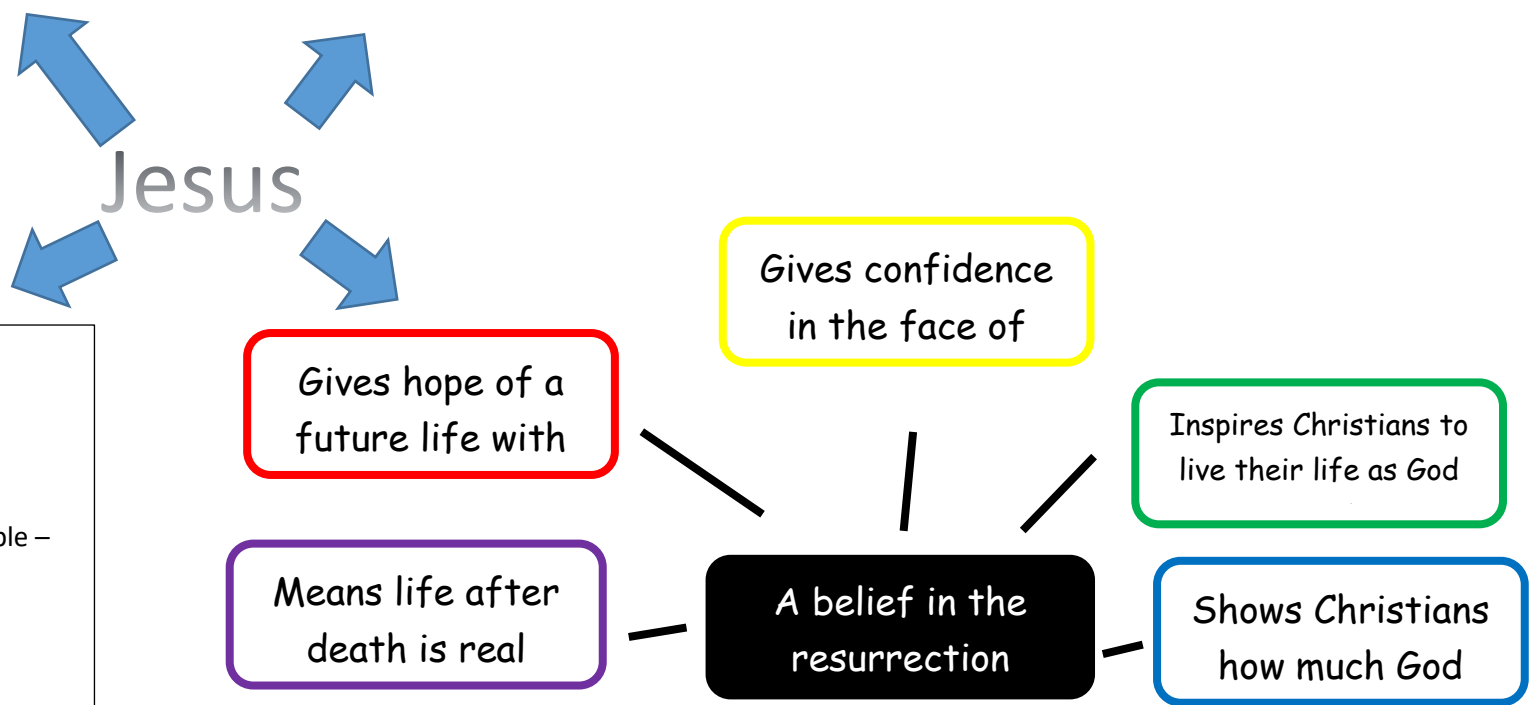 Jesus
Gives confidence
in the face of
Gives hope of a
future life with
Inspires Christians to
live their life as God
ple –
Means life after
death is real
A belief in the
resurrection
Shows Christians
how much God